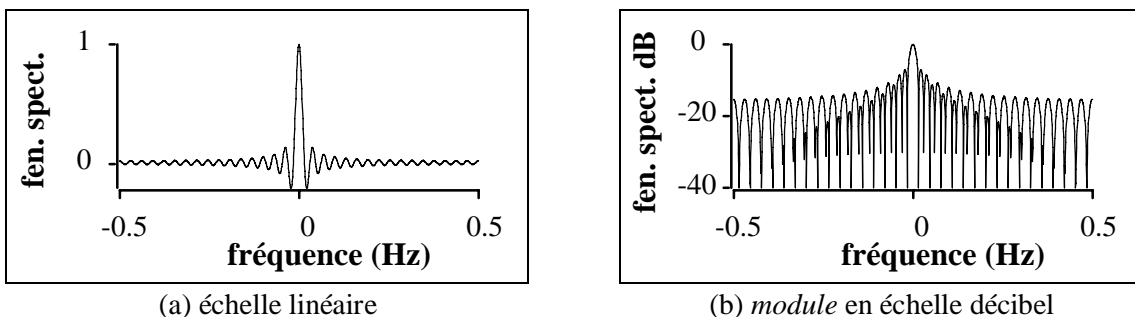 fen. spect.
1
0
-0.5
0
0.5
fréquence (Hz)
(a) échelle linéaire
fen. spect. dB
0
-20
-40
-0.5
0
0.5
fréquence (Hz)
(b) module en échelle décibel